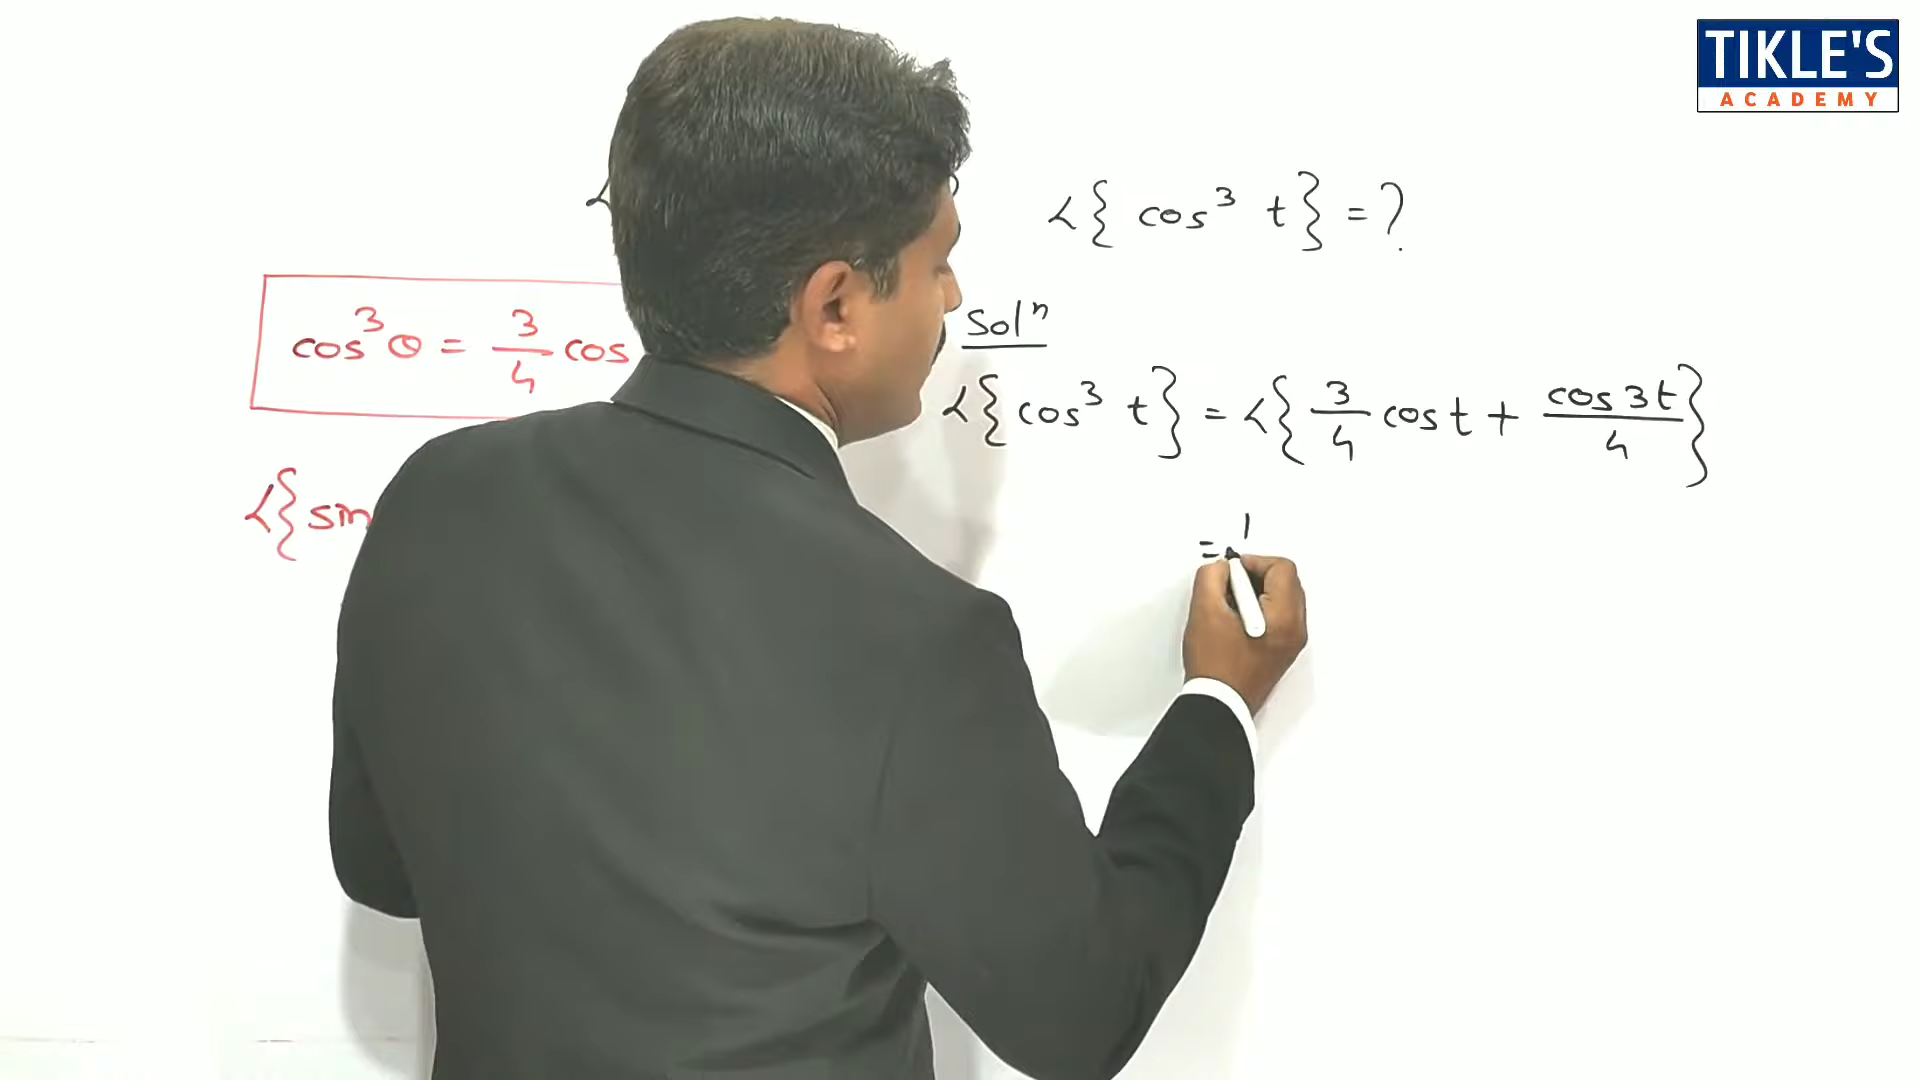 TIKLE'S
ACADEMY
L{ cos³ t} = ?
cos³θ = 3/4 cos
L{sin
Solⁿ
L{cos³ t} = L{3/4 cos t + cos 3t/4}
= 1